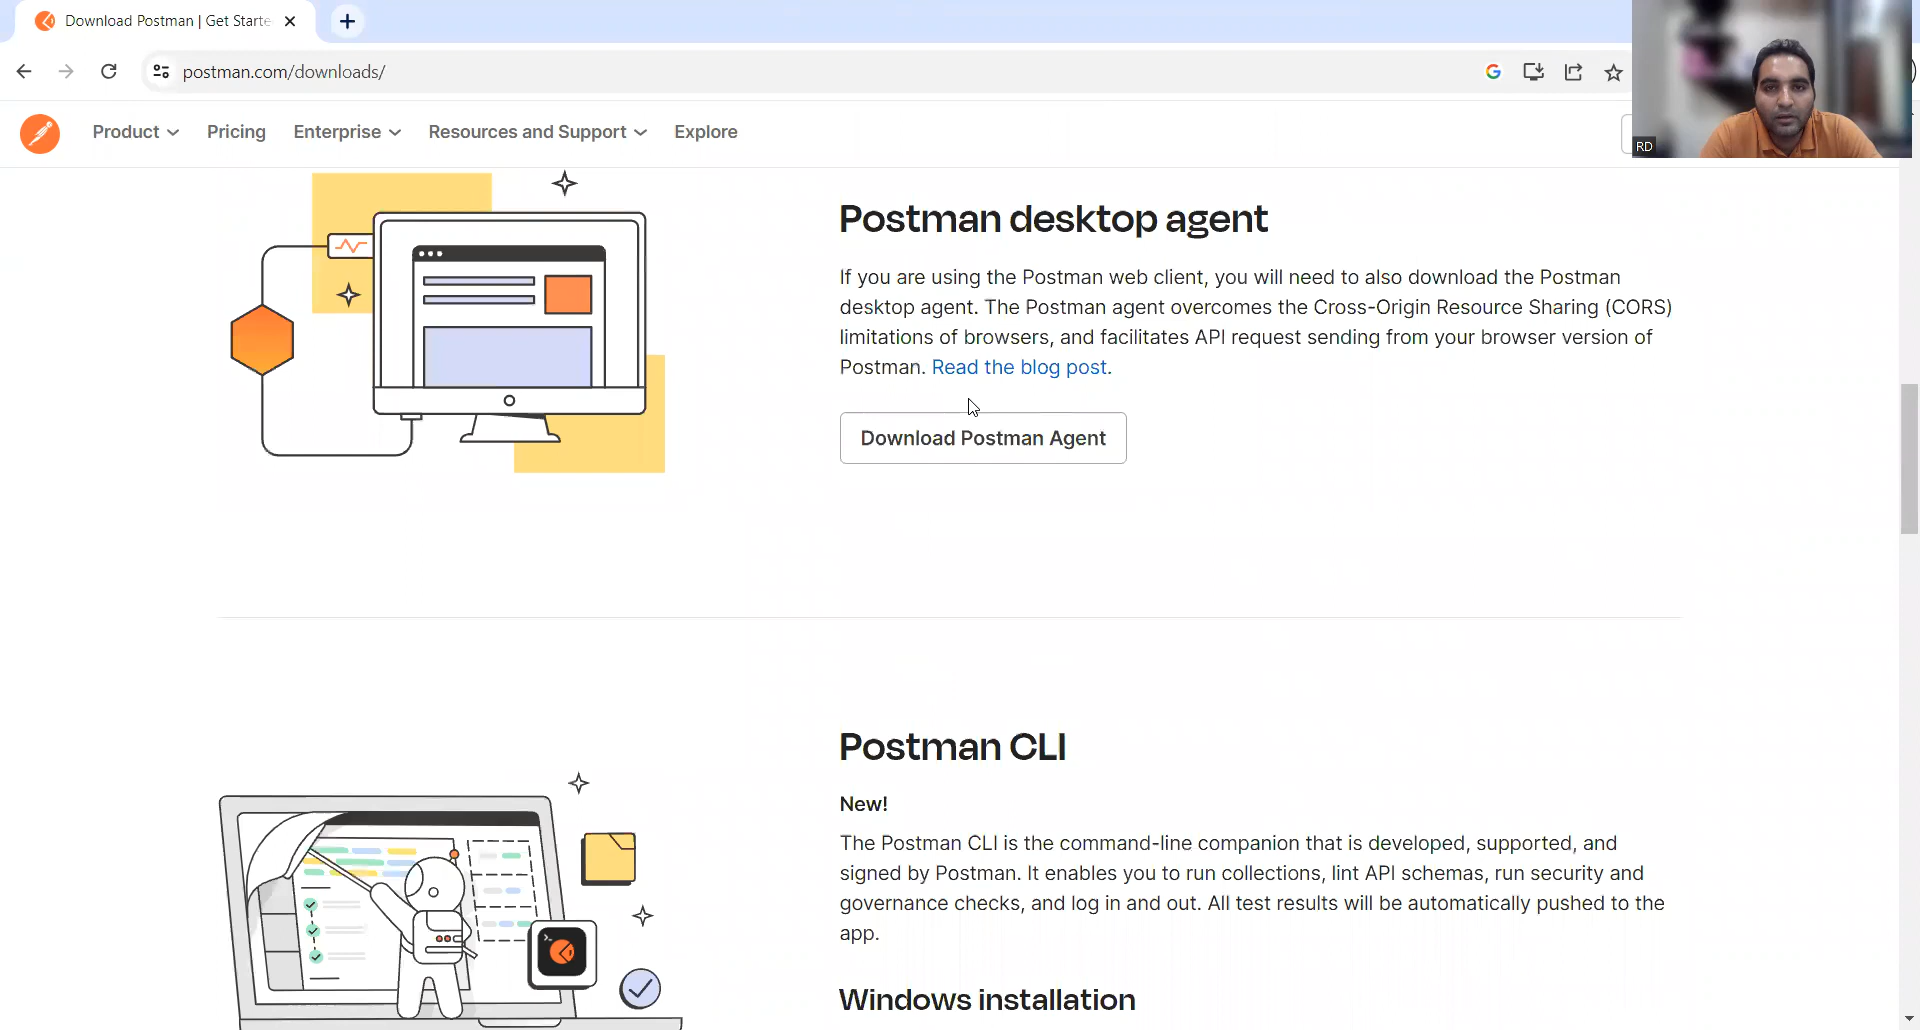 Download Postman | Get Starte
postman.com/downloads/
Product
Pricing
Enterprise
Resources and Support
Explore
RD
Postman desktop agent
If you are using the Postman web client, you will need to also download the Postman
desktop agent. The Postman agent overcomes the Cross-Origin Resource Sharing (CORS)
limitations of browsers, and facilitates API request sending from your browser version of
Postman. Read the blog post.
Download Postman Agent
Postman CLI
New!
The Postman CLI is the command-line companion that is developed, supported, and
signed by Postman. It enables you to run collections, lint API schemas, run security and
governance checks, and log in and out. All test results will be automatically pushed to the
app.
Windows installation